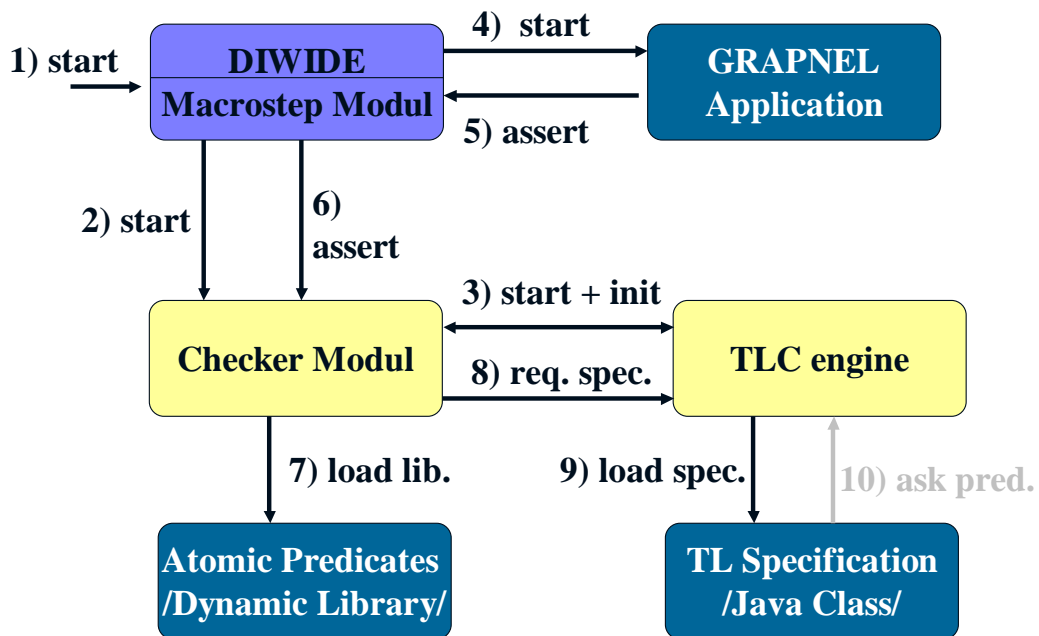 1) start
DIWIDE
Macrostep Modul
4) start
GRAPNEL
Application
5) assert
2) start
6)
assert
3) start + init
Checker Modul
TLC engine
8) req. spec.
7) load lib.
9) load spec.
10) ask pred.
Atomic Predicates
/Dynamic Library/
TL Specification
/Java Class/